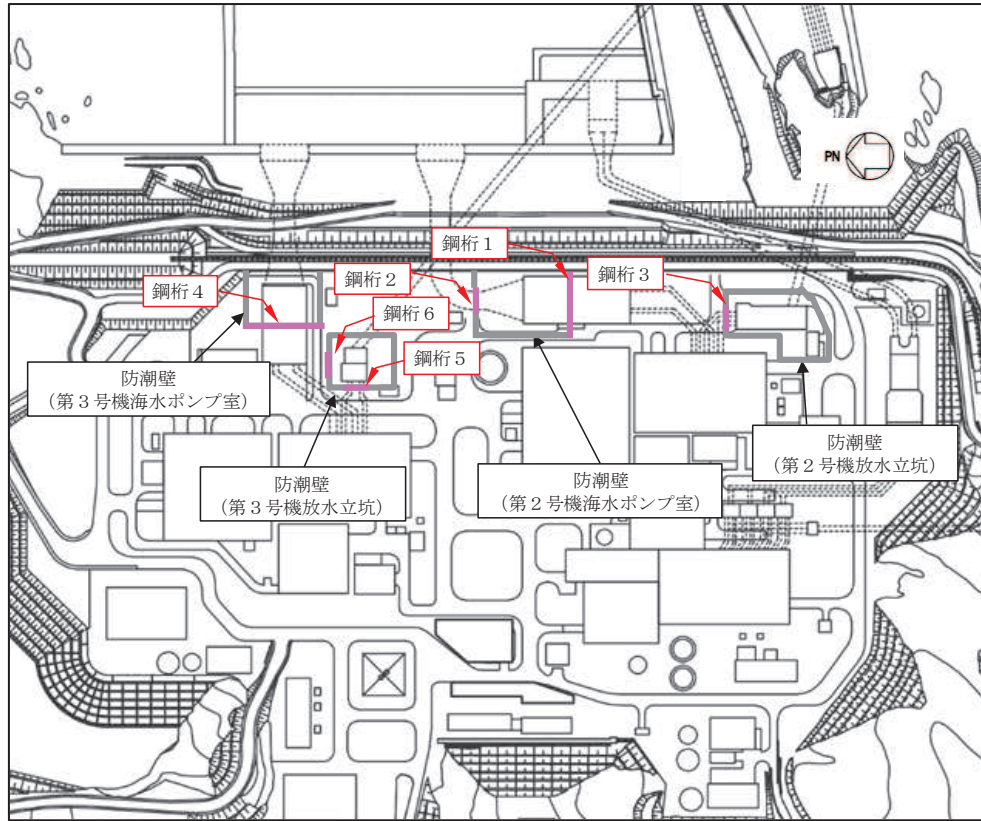 PN
鋼桁１
鋼桁２
鋼桁３
鋼桁４
鋼桁６
鋼桁５
防潮壁
（第３号機海水ポンプ室）
防潮壁
（第３号機放水立坑）
防潮壁
（第２号機海水ポンプ室）
防潮壁
（第２号機放水立坑）